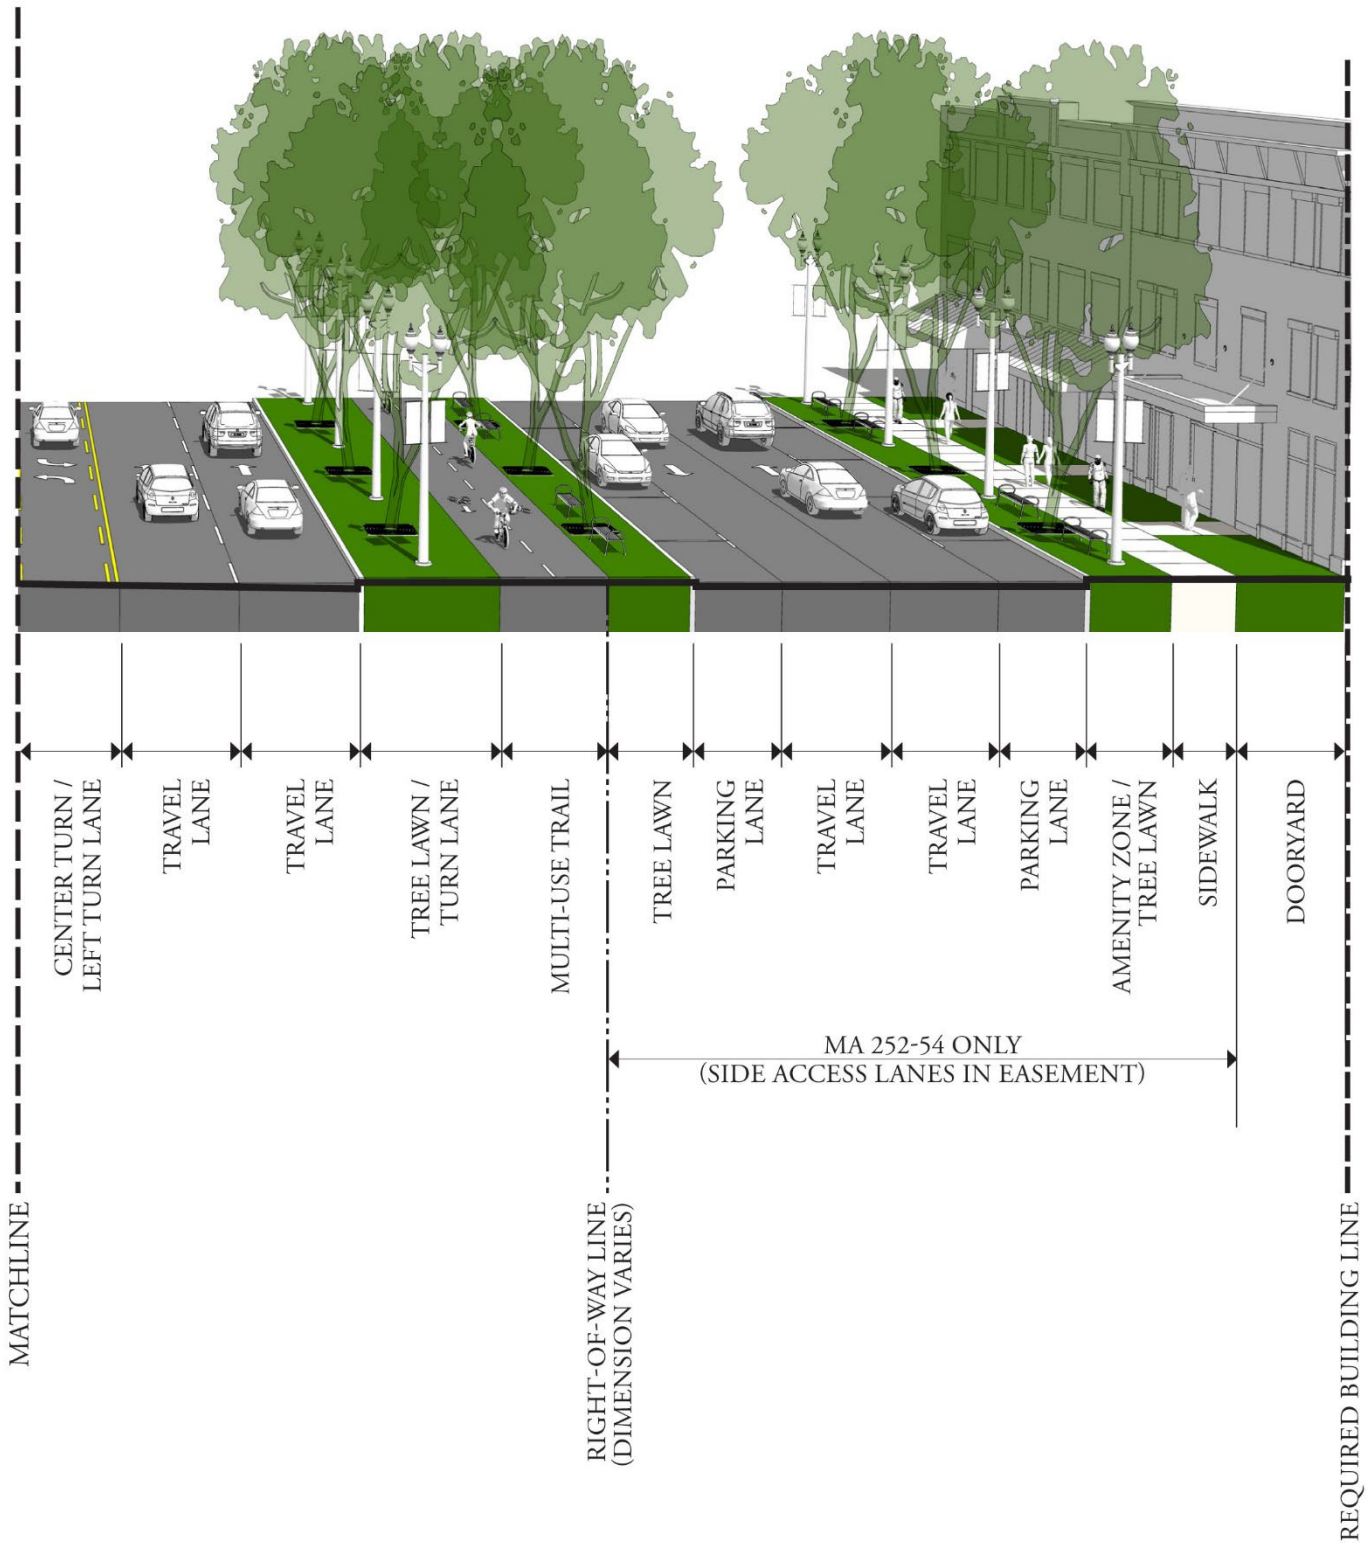 CENTER TURN /
LEFT TURN LANE
TRAVEL
LANE
TRAVEL
LANE
TREE LAWN /
TURN LANE
MULTI-USE TRAIL
TREE LAWN
PARKING
LANE
TRAVEL
LANE
TRAVEL
LANE
PARKING
LANE
AMENITY ZONE /
TREE LAWN
SIDEWALK
DOORYARD
MA 252-54 ONLY
(SIDE ACCESS LANES IN EASEMENT)
MATCHLINE
RIGHT-OF-WAY LINE
(DIMENSION VARIES)
REQUIRED BUILDING LINE